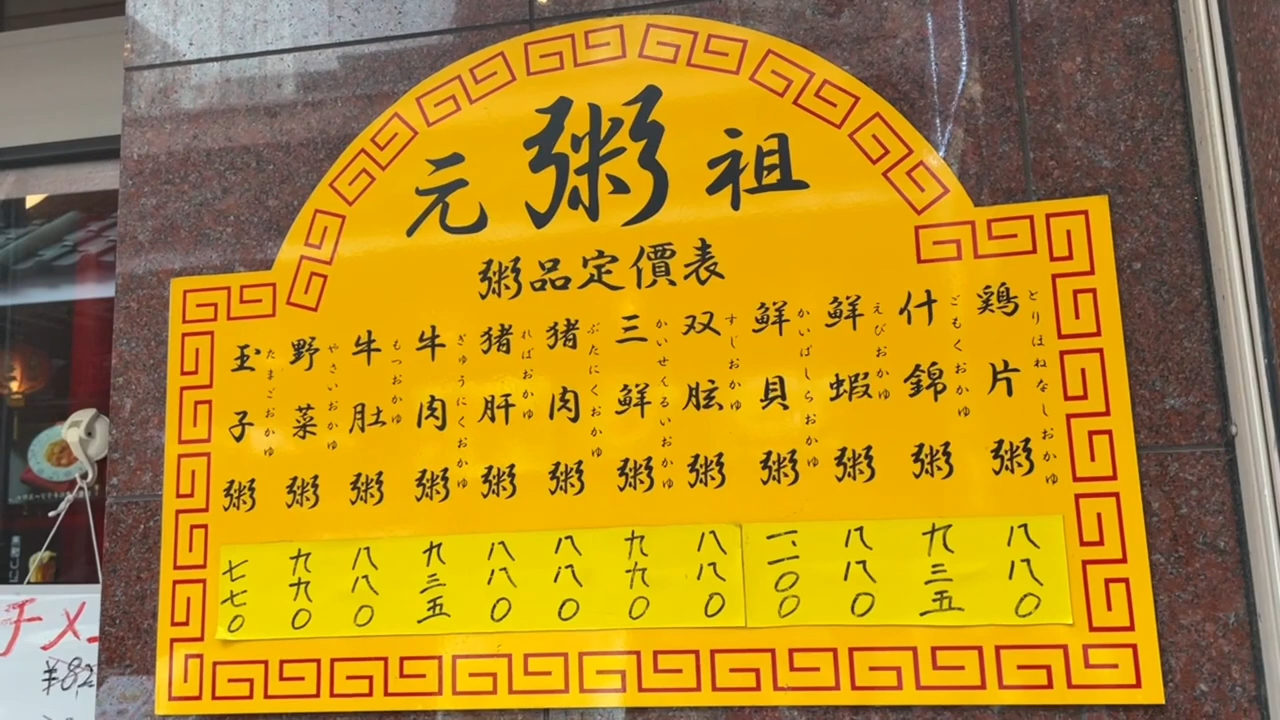 元粥祖
粥品定價表
鶏片粥
とりほねなしおかゆ
八八〇
什錦粥
ごもくおかゆ
九三五
鮮蝦粥
えびおかゆ
八八〇
鮮貝粥
かいばしらおかゆ
一、一〇〇
双胘粥
すじおかゆ
八八〇
三鮮粥
かいせんるいおかゆ
九九〇
猪肉粥
ぶたにくおかゆ
八八〇
猪肝粥
ればおかゆ
八八〇
牛肉粥
ぎゅうにくおかゆ
九三五
牛肚粥
もつおかゆ
八八〇
野菜粥
やさいおかゆ
九九〇
玉子粥
たまごおかゆ
七七〇
¥8,2